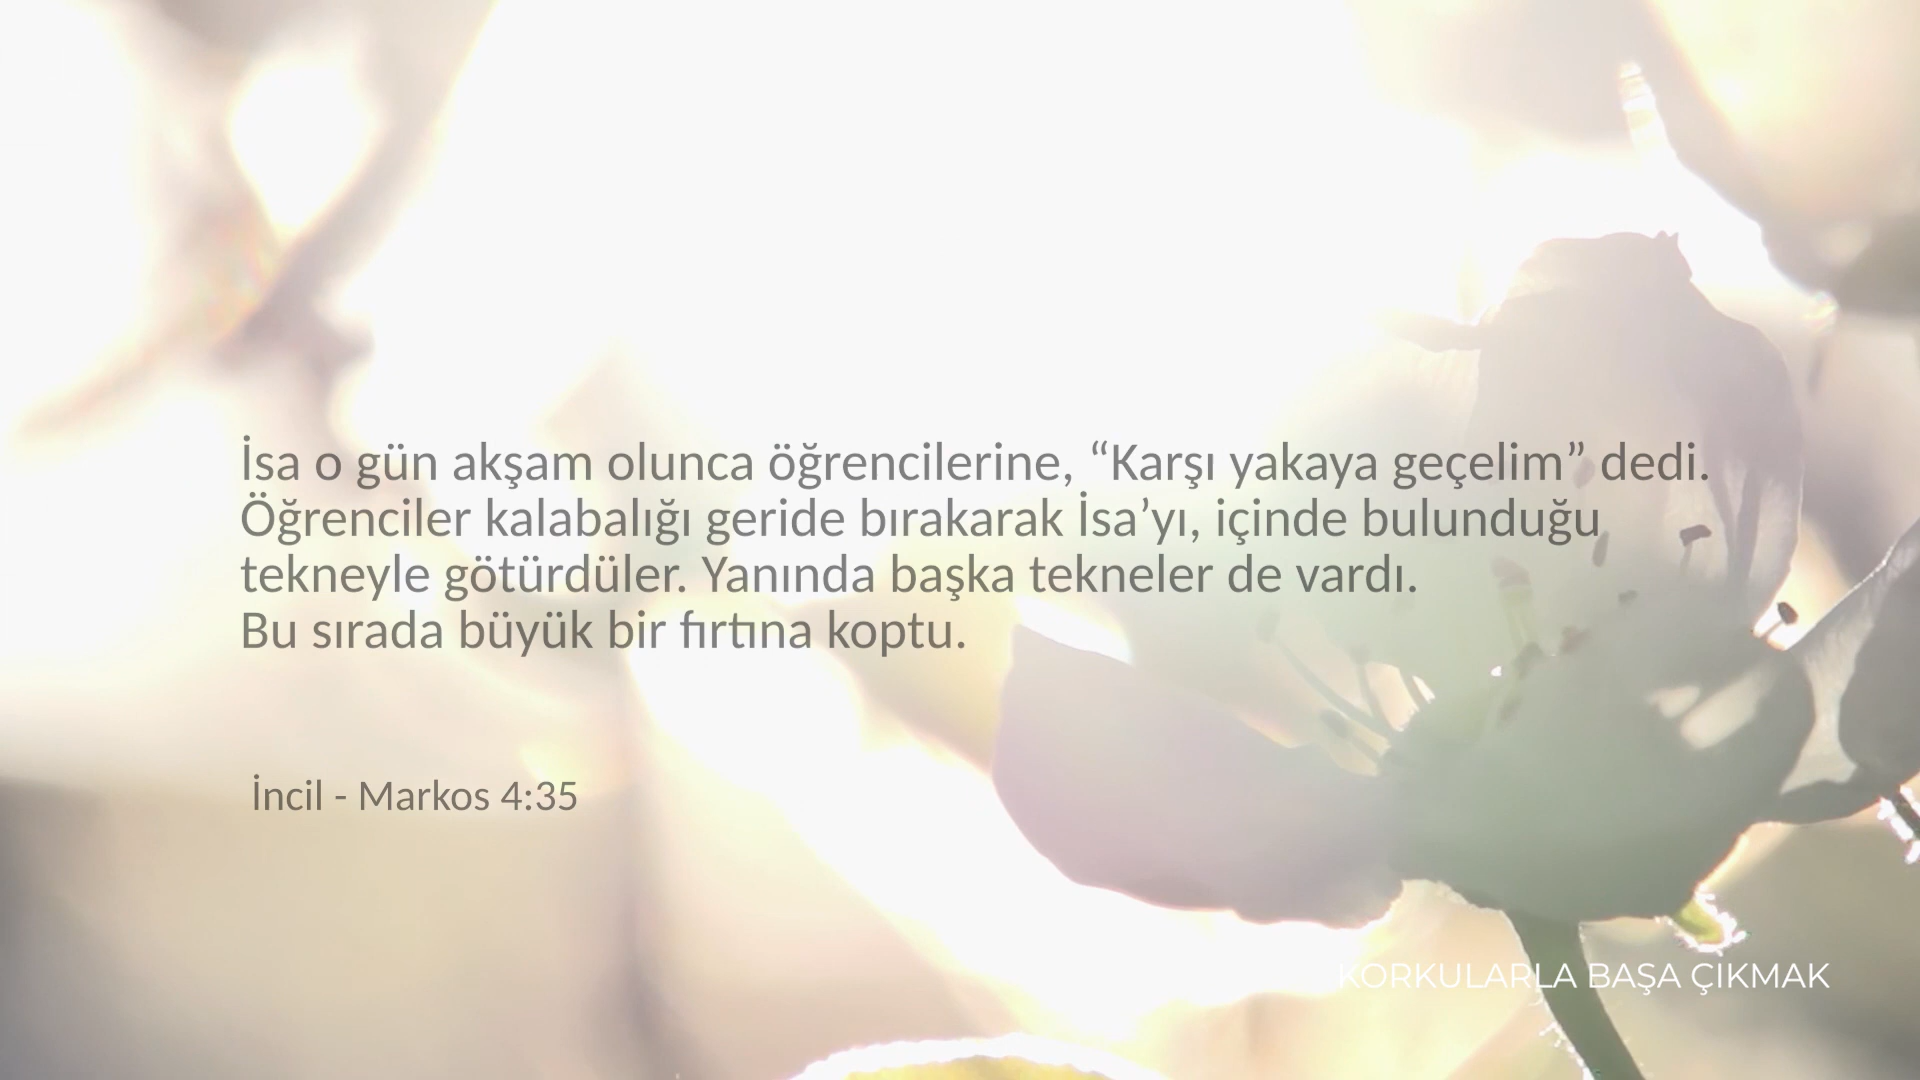 İsa o gün akşam olunca öğrencilerine, “Karşı yakaya geçelim” dedi.
Öğrenciler kalabalığı geride bırakarak İsa’yı, içinde bulunduğu
tekneyle götürdüler. Yanında başka tekneler de vardı.
Bu sırada büyük bir fırtına koptu.
İncil - Markos 4:35
KORKULARLA BAŞA ÇIKMAK